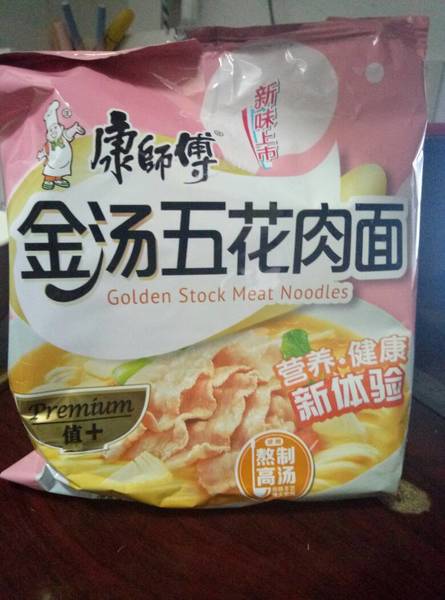 新味上市
康師傅®
金汤五花肉面
Golden Stock Meat Noodles
营养·健康
新体验
Premium
值+
熬制
高汤